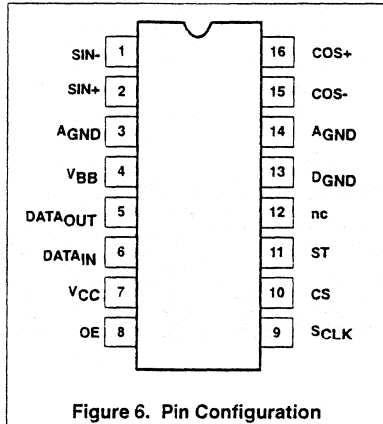 SIN- 1 16 COS+
SIN+ 2 15 COS-
AGND 3 14 AGND
VBB 4 13 DGND
DATAOUT 5 12 nc
DATAIN 6 11 ST
VCC 7 10 CS
OE 8 9 SCLK
Figure 6. Pin Configuration